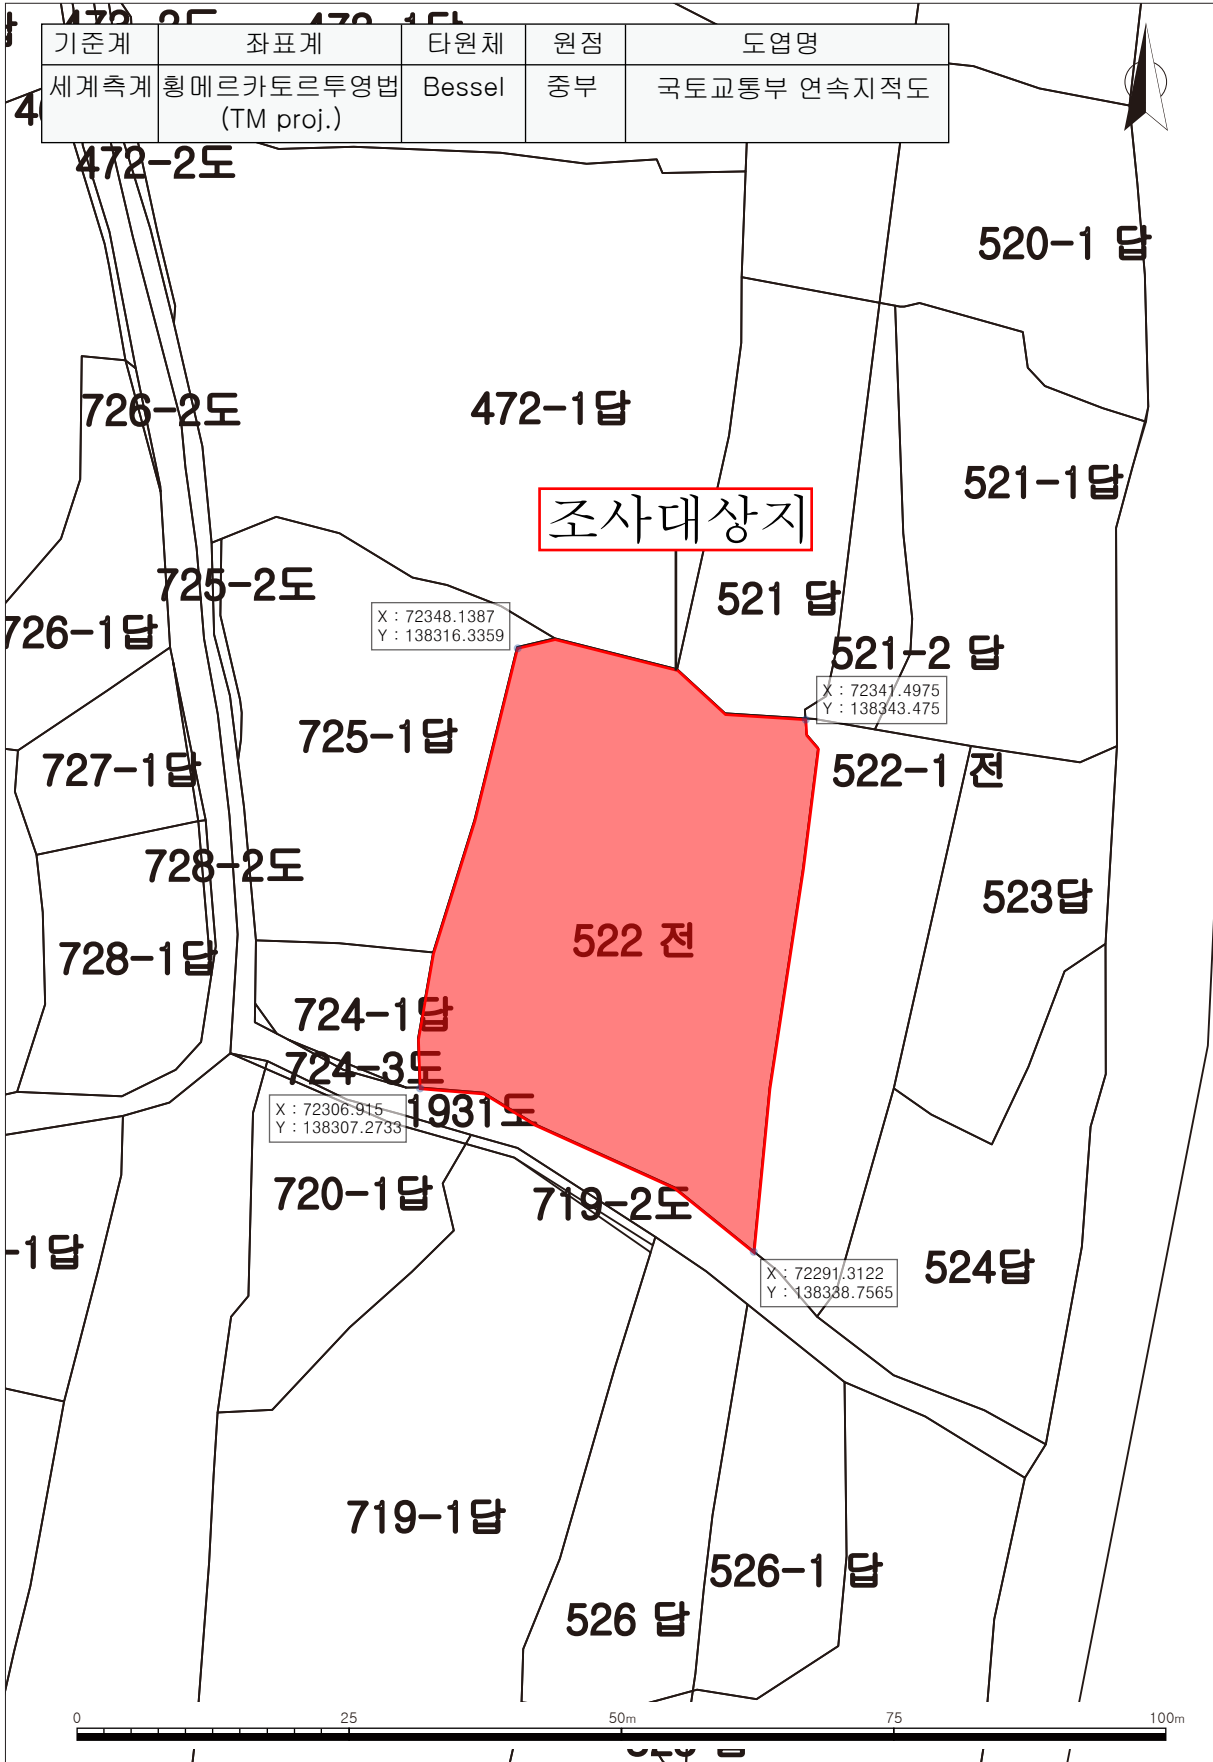 기준계 좌표계 타원체 원점 도엽명
세계측계 횡메르카토르투영법 Bessel 중부 국토교통부 연속지적도
(TM proj.)
472-2도
520-1 답
726-2도
472-1답
521-1답
조사대상지
725-2도
521 답
X : 72348.1387
Y : 138316.3359
726-1답
521-2 답
X : 72341.4975
Y : 138343.475
725-1답
727-1답
522-1 전
728-2도
523답
522 전
728-1답
724-1답
724-3도
X : 72306.915
Y : 138307.2733
1931도
720-1답
719-2도
-1답
X : 72291.3122
Y : 138338.7565
524답
719-1답
526-1 답
526 답
0 25 50m 75 100m